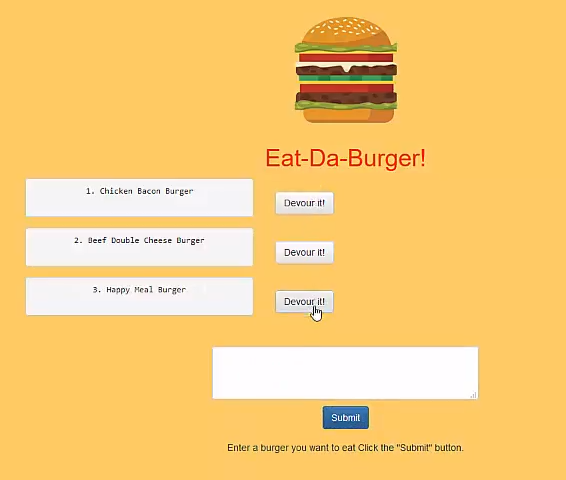 Eat-Da-Burger!
1. Chicken Bacon Burger
Devour it!
2. Beef Double Cheese Burger
Devour it!
3. Happy Meal Burger
Devour it!
Submit
Enter a burger you want to eat Click the "Submit" button.